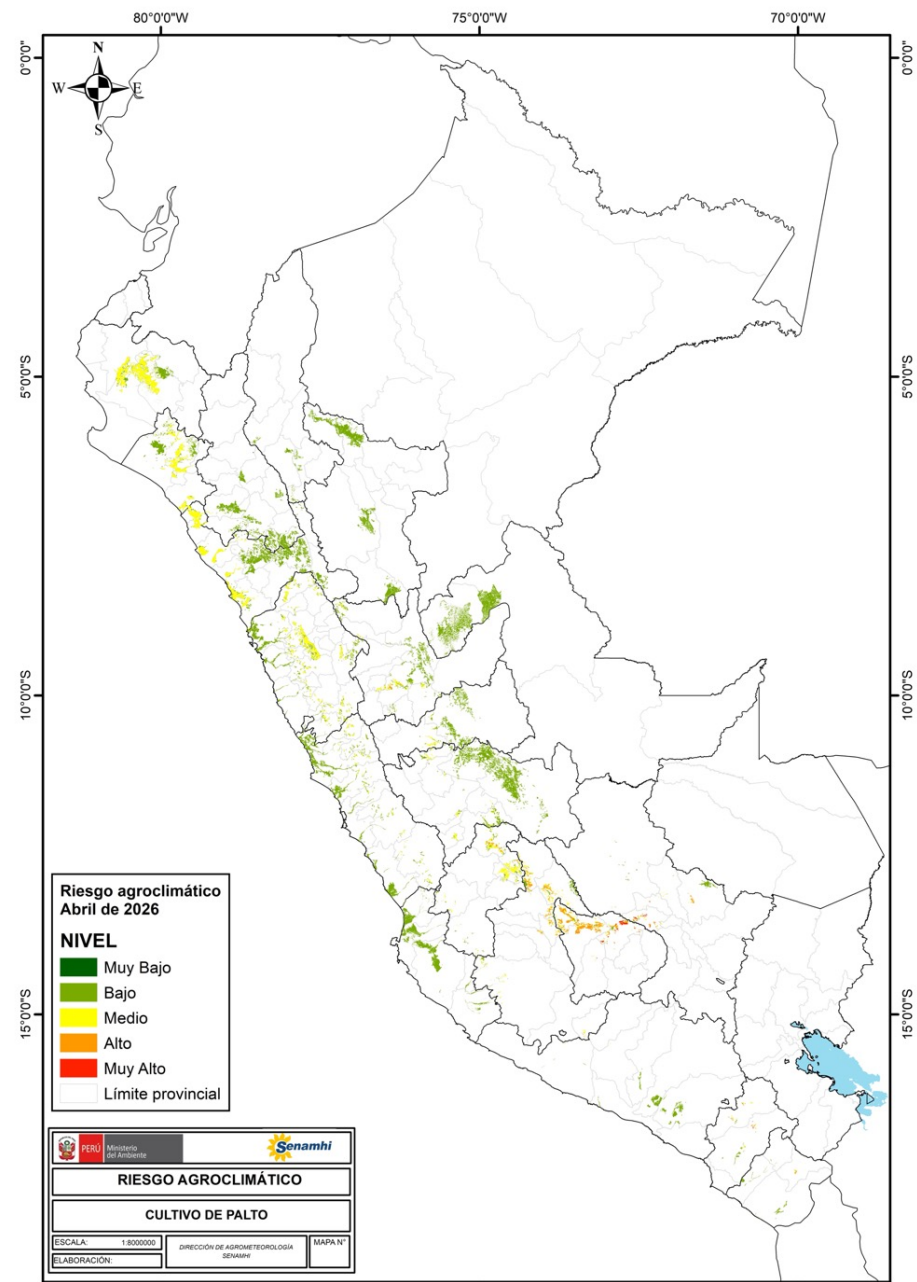 80°0'0"W
75°0'0"W
70°0'0"W
0°0'0"
0°0'0"
N
W
E
S
5°0'0"S
5°0'0"S
10°0'0"S
10°0'0"S
15°0'0"S
15°0'0"S
Riesgo agroclimático
Abril de 2026
NIVEL
Muy Bajo
Bajo
Medio
Alto
Muy Alto
Límite provincial
PERÚ
Ministerio
del Ambiente
Senamhi
RIESGO AGROCLIMÁTICO
CULTIVO DE PALTO
ESCALA: 1:8000000
ELABORACIÓN:
DIRECCIÓN DE AGROMETEOROLOGÍA
SENAMHI
MAPA N°